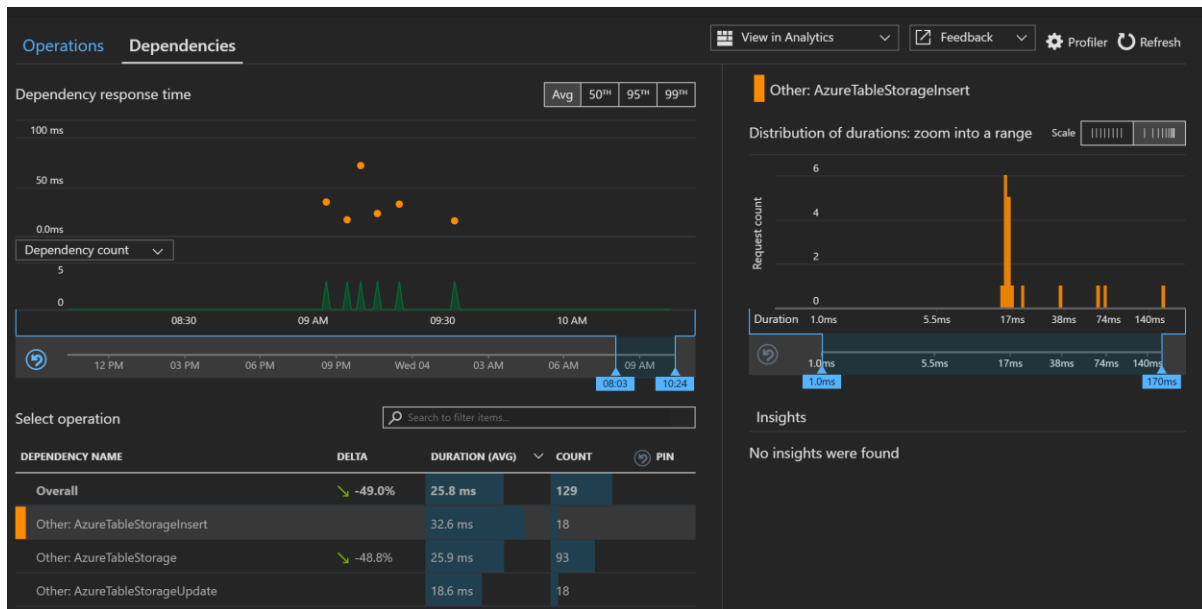 Operations Dependencies
View in Analytics Feedback Profiler Refresh
Dependency response time
Avg 50TH 95TH 99TH
100 ms
50 ms
0.0ms
Dependency count
5
0
08:30 09 AM 09:30 10 AM
12 PM 03 PM 06 PM 09 PM Wed 04 03 AM 06 AM 09 AM
08:03 10:24
Select operation
Search to filter items...
DEPENDENCY NAME DELTA DURATION (AVG) COUNT PIN
Overall -49.0% 25.8 ms 129
Other: AzureTableStorageInsert 32.6 ms 18
Other: AzureTableStorage -48.8% 25.9 ms 93
Other: AzureTableStorageUpdate 18.6 ms 18
Other: AzureTableStorageInsert
Distribution of durations: zoom into a range Scale
Request count
6
4
2
0
Duration 1.0ms 5.5ms 17ms 38ms 74ms 140ms
1.0ms 5.5ms 17ms 38ms 74ms 140ms
1.0ms 170ms
Insights
No insights were found